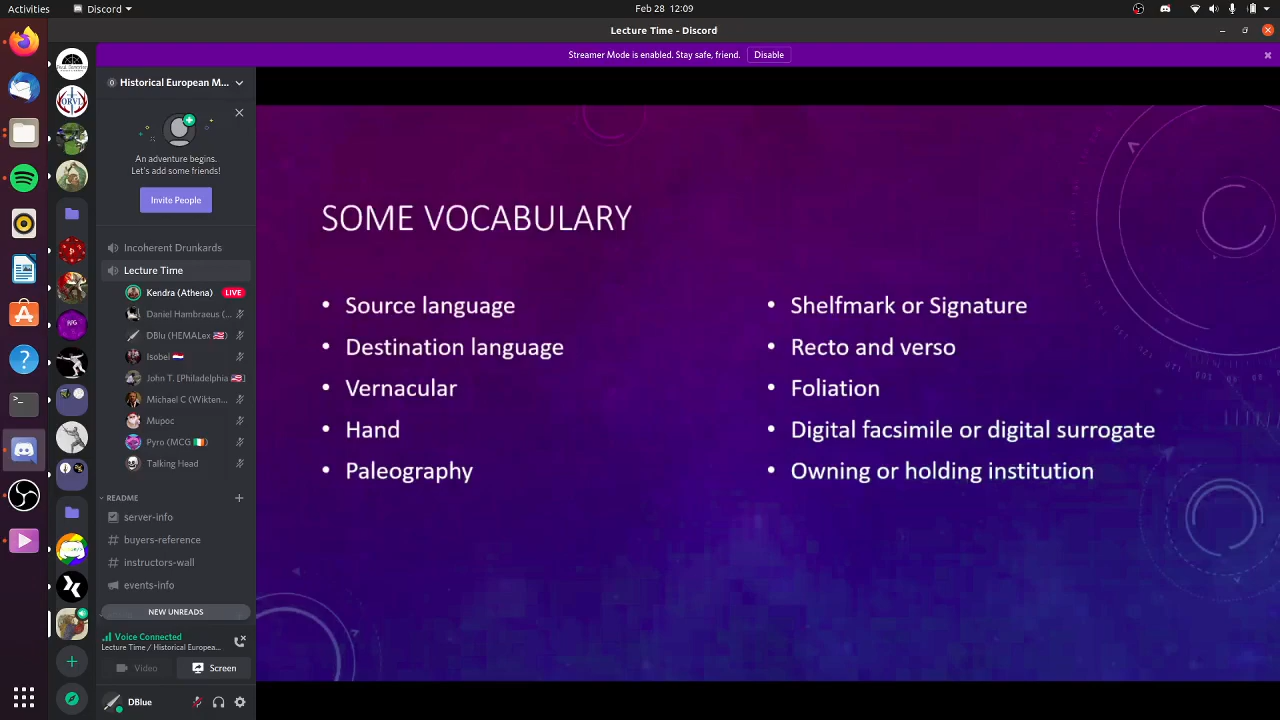 Activities
Discord
Feb 28 12:09
Lecture Time - Discord
Streamer Mode is enabled. Stay safe, friend.
Disable
Historical European M...
An adventure begins.
Let's add some friends!
Invite People
Incoherent Drunkards
Lecture Time
Kendra (Athena) LIVE
Daniel Hambraeus (...
DBlu (HEMALex
Isobel
John T. [Philadelphia
Michael C (Wikten...
Mupoc
Pyro (MCG
Talking Head
README
server-info
buyers-reference
instructors-wall
events-info
NEW UNREADS
Voice Connected
Lecture Time / Historical Europea...
Video
Screen
DBlue
SOME VOCABULARY
• Source language
• Destination language
• Vernacular
• Hand
• Paleography
• Shelfmark or Signature
• Recto and verso
• Foliation
• Digital facsimile or digital surrogate
• Owning or holding institution